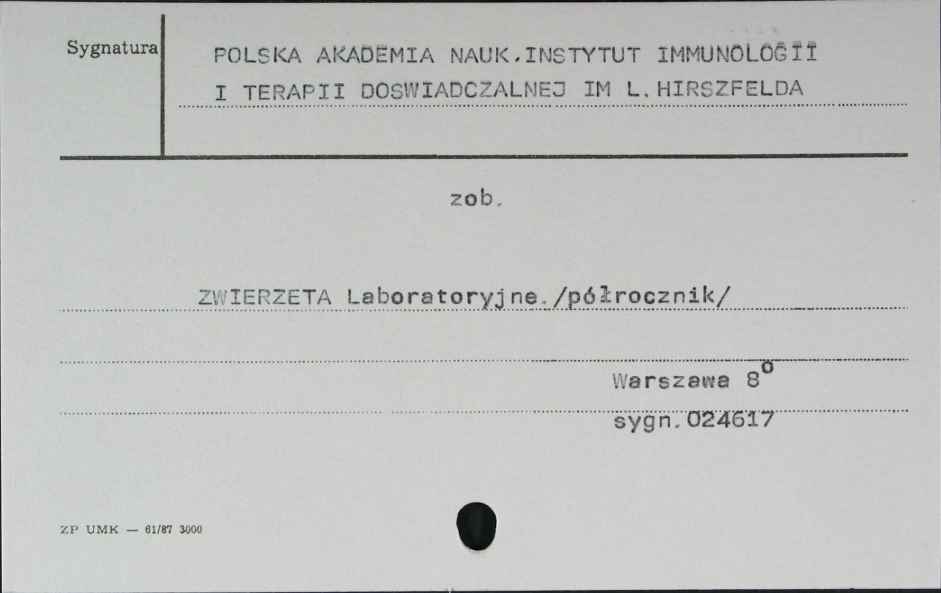 Sygnatura
POLSKA AKADEMIA NAUK.INSTYTUT IMMUNOLOGII
I TERAPII DOSWIADCZALNEJ IM L.HIRSZFELDA
zob.
ZWIERZETA Laboratoryjne./półrocznik/
Warszawa 8⁰
sygn.024617
ZP UMK — 61/87 3000